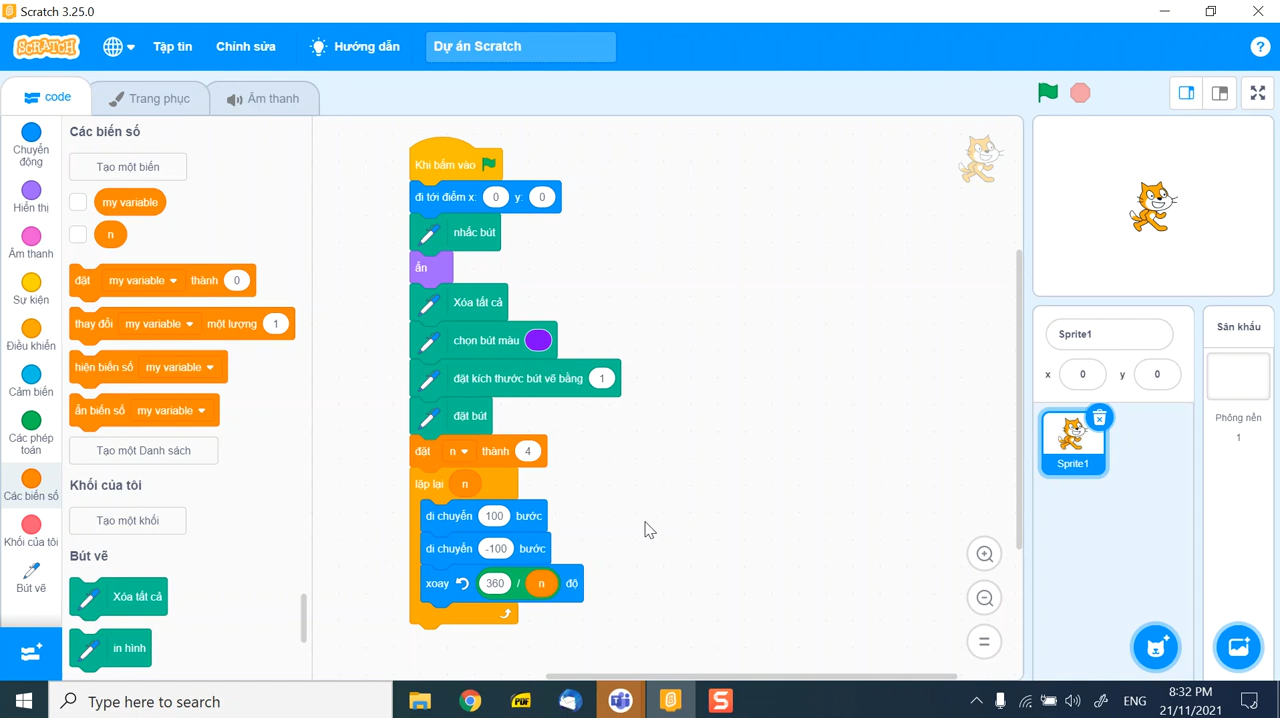 Scratch 3.25.0
SCRATCH
Tập tin
Chính sửa
Hướng dẫn
Dự án Scratch
?
code
Trang phục
Âm thanh
Chuyển động
Hiển thị
Âm thanh
Sự kiện
Điều khiển
Cảm biến
Các phép toán
Các biến số
Khối của tôi
Bút vẽ
Các biến số
Tạo một biến
my variable
n
đặt my variable thành 0
thay đổi my variable một lượng 1
hiện biến số my variable
ẩn biến số my variable
Tạo một Danh sách
Khối của tôi
Tạo một khối
Bút vẽ
Xóa tất cả
in hình
Khi bấm vào
đi tới điểm x: 0 y: 0
nhấc bút
ẩn
Xóa tất cả
chọn bút màu
đặt kích thước bút vẽ bằng 1
đặt bút
đặt n thành 4
lặp lại n
di chuyển 100 bước
di chuyển -100 bước
xoay 360 / n độ
Sprite1
x 0 y 0
Sprite1
Sân khấu
Phông nền
1
Type here to search
PDF
S
ENG
8:32 PM
21/11/2021